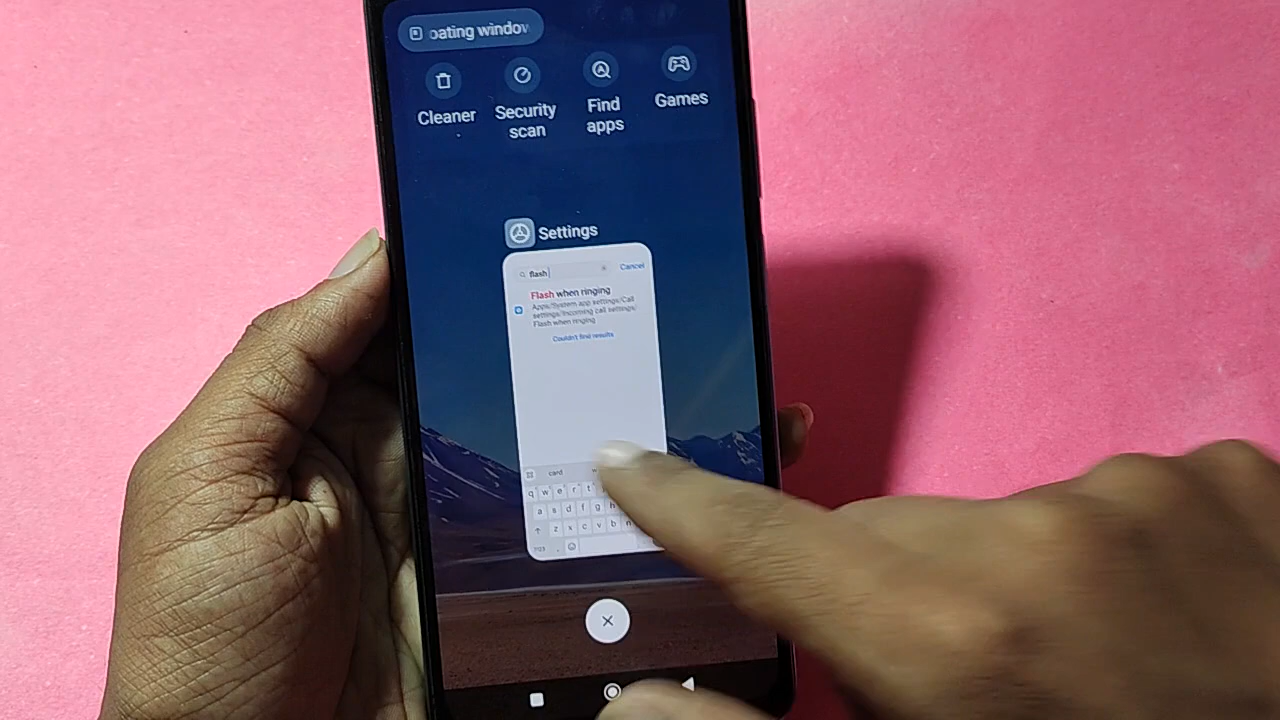 oating window
Cleaner
Security
scan
Find
apps
Games
Settings
flash
Cancel
Flash when ringing
Apps/System app settings/Call
settings/Incoming call settings/
Flash when ringing
Couldn't find results
card
q w e r t
a s d f g h
z x c v b n
?123 ,